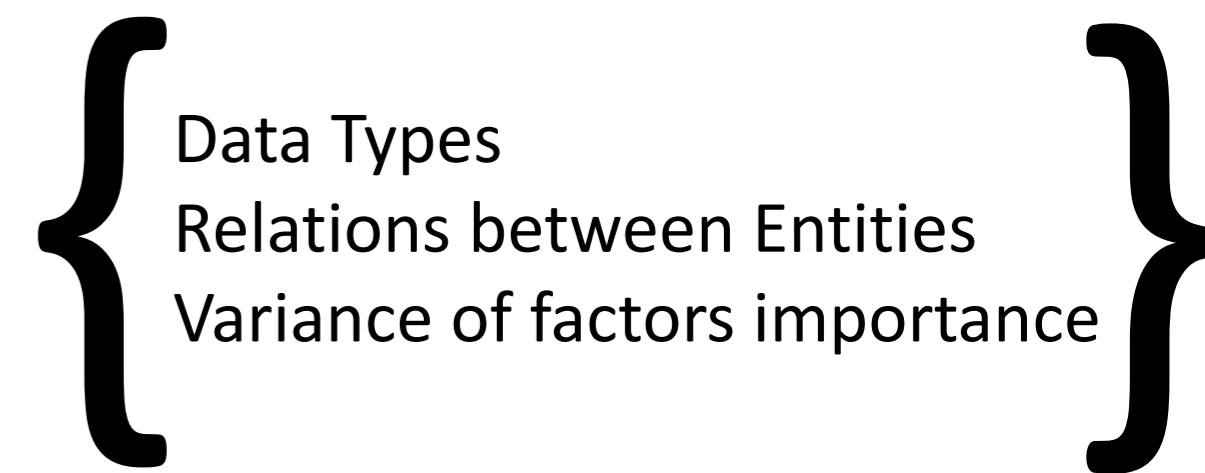 Data Types
Relations between Entities
Variance of factors importance